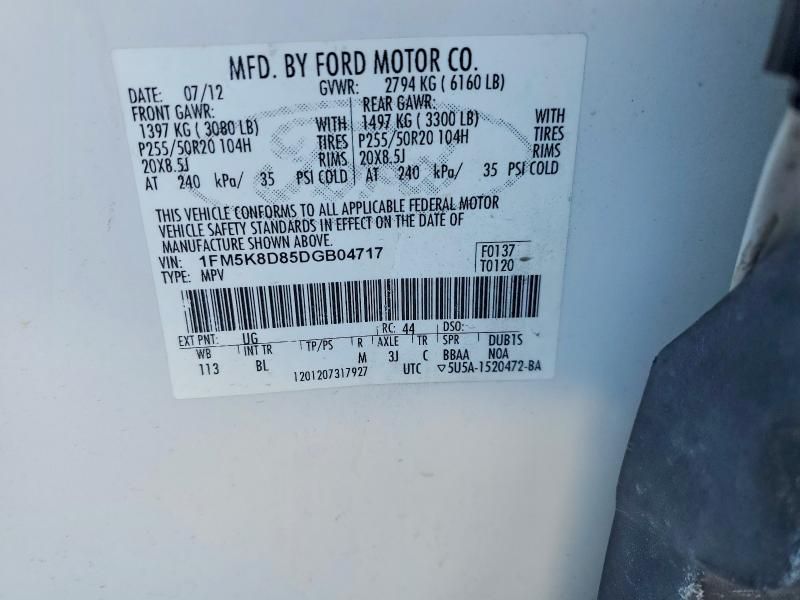 MFD. BY FORD MOTOR CO.
DATE: 07/12 GVWR: 2794 KG ( 6160 LB)
FRONT GAWR: REAR GAWR:
1397 KG ( 3080 LB) WITH 1497 KG ( 3300 LB) WITH
P255/50R20 104H TIRES P255/50R20 104H TIRES
20X8.5J RIMS 20X8.5J RIMS
AT 240 kPa/ 35 PSI COLD AT 240 kPa/ 35 PSI COLD
THIS VEHICLE CONFORMS TO ALL APPLICABLE FEDERAL MOTOR
VEHICLE SAFETY STANDARDS IN EFFECT ON THE DATE OF
MANUFACTURE SHOWN ABOVE.
VIN: 1FM5K8D85DGB04717 F0137
TYPE: MPV T0120
EXT PNT: UG RC: 44 DSO:
WB INT TR TP/PS R AXLE TR SPR DUB1S
113 BL M 3J C BBAA NOA
1201207317927 UTC ▽5U5A-1520472-BA